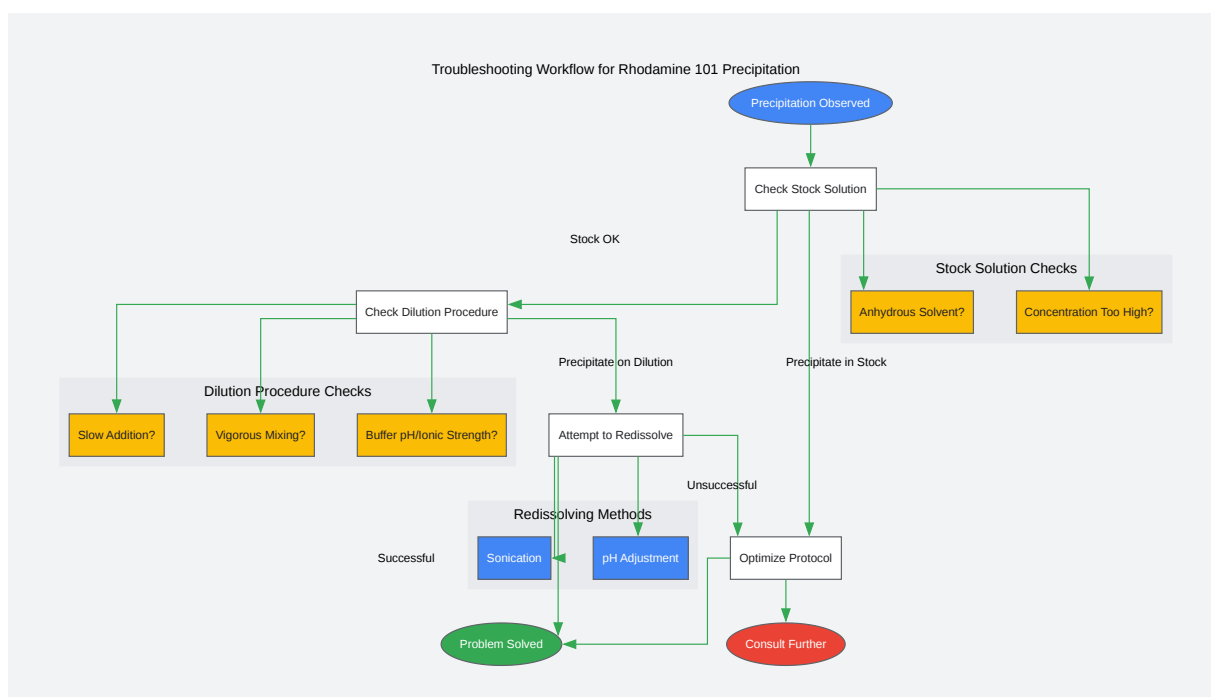 Troubleshooting Workflow for Rhodamine 101 Precipitation
Precipitation Observed
Check Stock Solution
Stock OK
Stock Solution Checks
Anhydrous Solvent?
Concentration Too High?
Check Dilution Procedure
Precipitate on Dilution
Precipitate in Stock
Dilution Procedure Checks
Slow Addition?
Vigorous Mixing?
Buffer pH/Ionic Strength?
Attempt to Redissolve
Unsuccessful
Redissolving Methods
Successful
Sonication
pH Adjustment
Optimize Protocol
Problem Solved
Consult Further